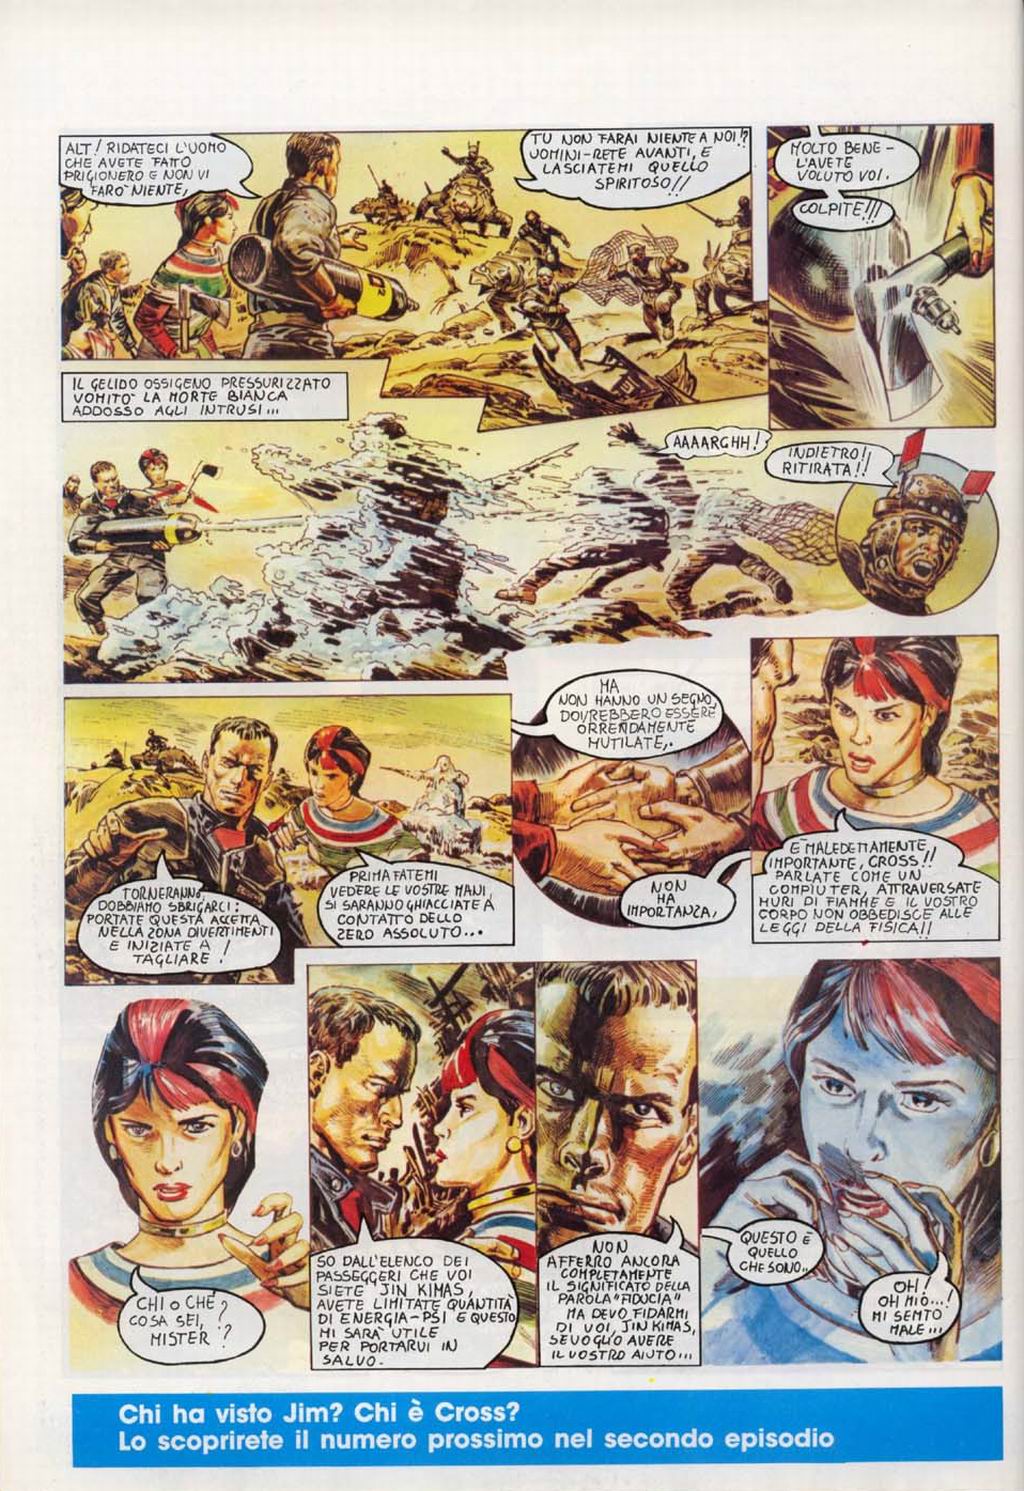 ALT! RIDATECI L'UOMO
CHE AVETE FATTO
PRIGIONERO E NON VI
FARO' NIENTE,
TU NON FARAI NIENTE A NOI!!
UOMINI-RETE AVANTI, E
LASCIATEMI QUELLO
SPIRITOSO!!
MOLTO BENE-
L'AVETE
VOLUTO VOI.
COLPITE!!!
IL GELIDO OSSIGENO PRESSURIZZATO
VOMITO' LA MORTE BIANCA
ADDOSSO AGLI INTRUSI...
AAAARGHH!
INDIETRO!!
RITIRATA!!
TORNERANNO,
DOBBIAMO SBRIGARCI:
PORTATE QUESTA ACCETTA
NELLA ZONA DIVERTIMENTI
E INIZIATE A
TAGLIARE!
PRIMA FATEMI
VEDERE LE VOSTRE MANI,
SI SARANNO GHIACCIATE A
CONTATTO DELLO
ZERO ASSOLUTO...
MA
NON HANNO UN SEGNO,
DOVREBBERO ESSERE
ORRENDAMENTE
MUTILATE,.
NON
HA
IMPORTANZA,
E MALEDETTAMENTE
IMPORTANTE, CROSS!!
PARLATE COME UN
COMPIUTER, ATTRAVERSATE
MURI DI FIAMME E IL VOSTRO
CORPO NON OBBEDISCE ALLE
LEGGI DELLA FISICA!!
CHI O CHE
COSA SEI,
MISTER?
SO DALL'ELENCO DEI
PASSEGGERI CHE VOI
SIETE JIN KIMAS,
AVETE LIMITATE QUANTITÀ
DI ENERGIA-PSI E QUESTO
MI SARA' UTILE
PER PORTARVI IN
SALVO.
NON
AFFERRO ANCORA
COMPLETAMENTE
IL SIGNIFICATO DELLA
PAROLA "FIDUCIA"
MA DEVO FIDARMI
DI VOI, JIN KIMAS,
SE VOGLIO AVERE
IL VOSTRO AIUTO...
QUESTO E'
QUELLO
CHE SONO..
OH!
OH MIO...!
MI SENTO
MALE...
Chi ha visto Jim? Chi è Cross?
Lo scoprirete il numero prossimo nel secondo episodio